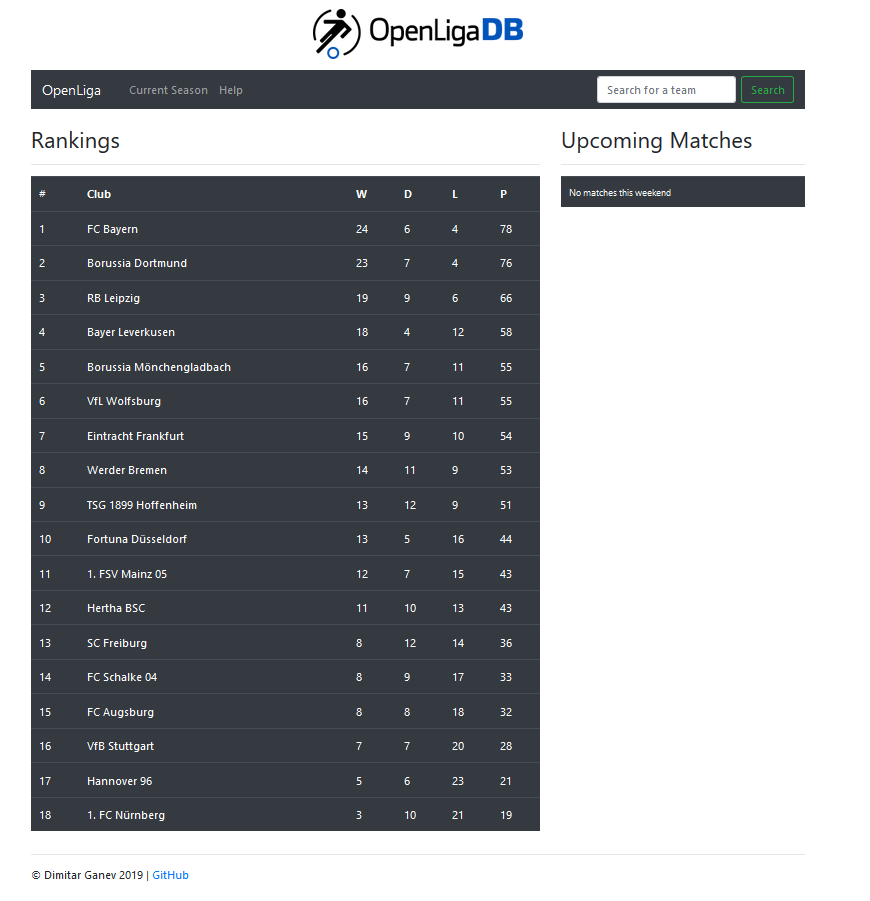 OpenLigaDB
OpenLiga Current Season Help Search for a team Search
Rankings
# Club W D L P
1 FC Bayern 24 6 4 78
2 Borussia Dortmund 23 7 4 76
3 RB Leipzig 19 9 6 66
4 Bayer Leverkusen 18 4 12 58
5 Borussia Mönchengladbach 16 7 11 55
6 VfL Wolfsburg 16 7 11 55
7 Eintracht Frankfurt 15 9 10 54
8 Werder Bremen 14 11 9 53
9 TSG 1899 Hoffenheim 13 12 9 51
10 Fortuna Düsseldorf 13 5 16 44
11 1. FSV Mainz 05 12 7 15 43
12 Hertha BSC 11 10 13 43
13 SC Freiburg 8 12 14 36
14 FC Schalke 04 8 9 17 33
15 FC Augsburg 8 8 18 32
16 VfB Stuttgart 7 7 20 28
17 Hannover 96 5 6 23 21
18 1. FC Nürnberg 3 10 21 19
Upcoming Matches
No matches this weekend
© Dimitar Ganev 2019 | GitHub